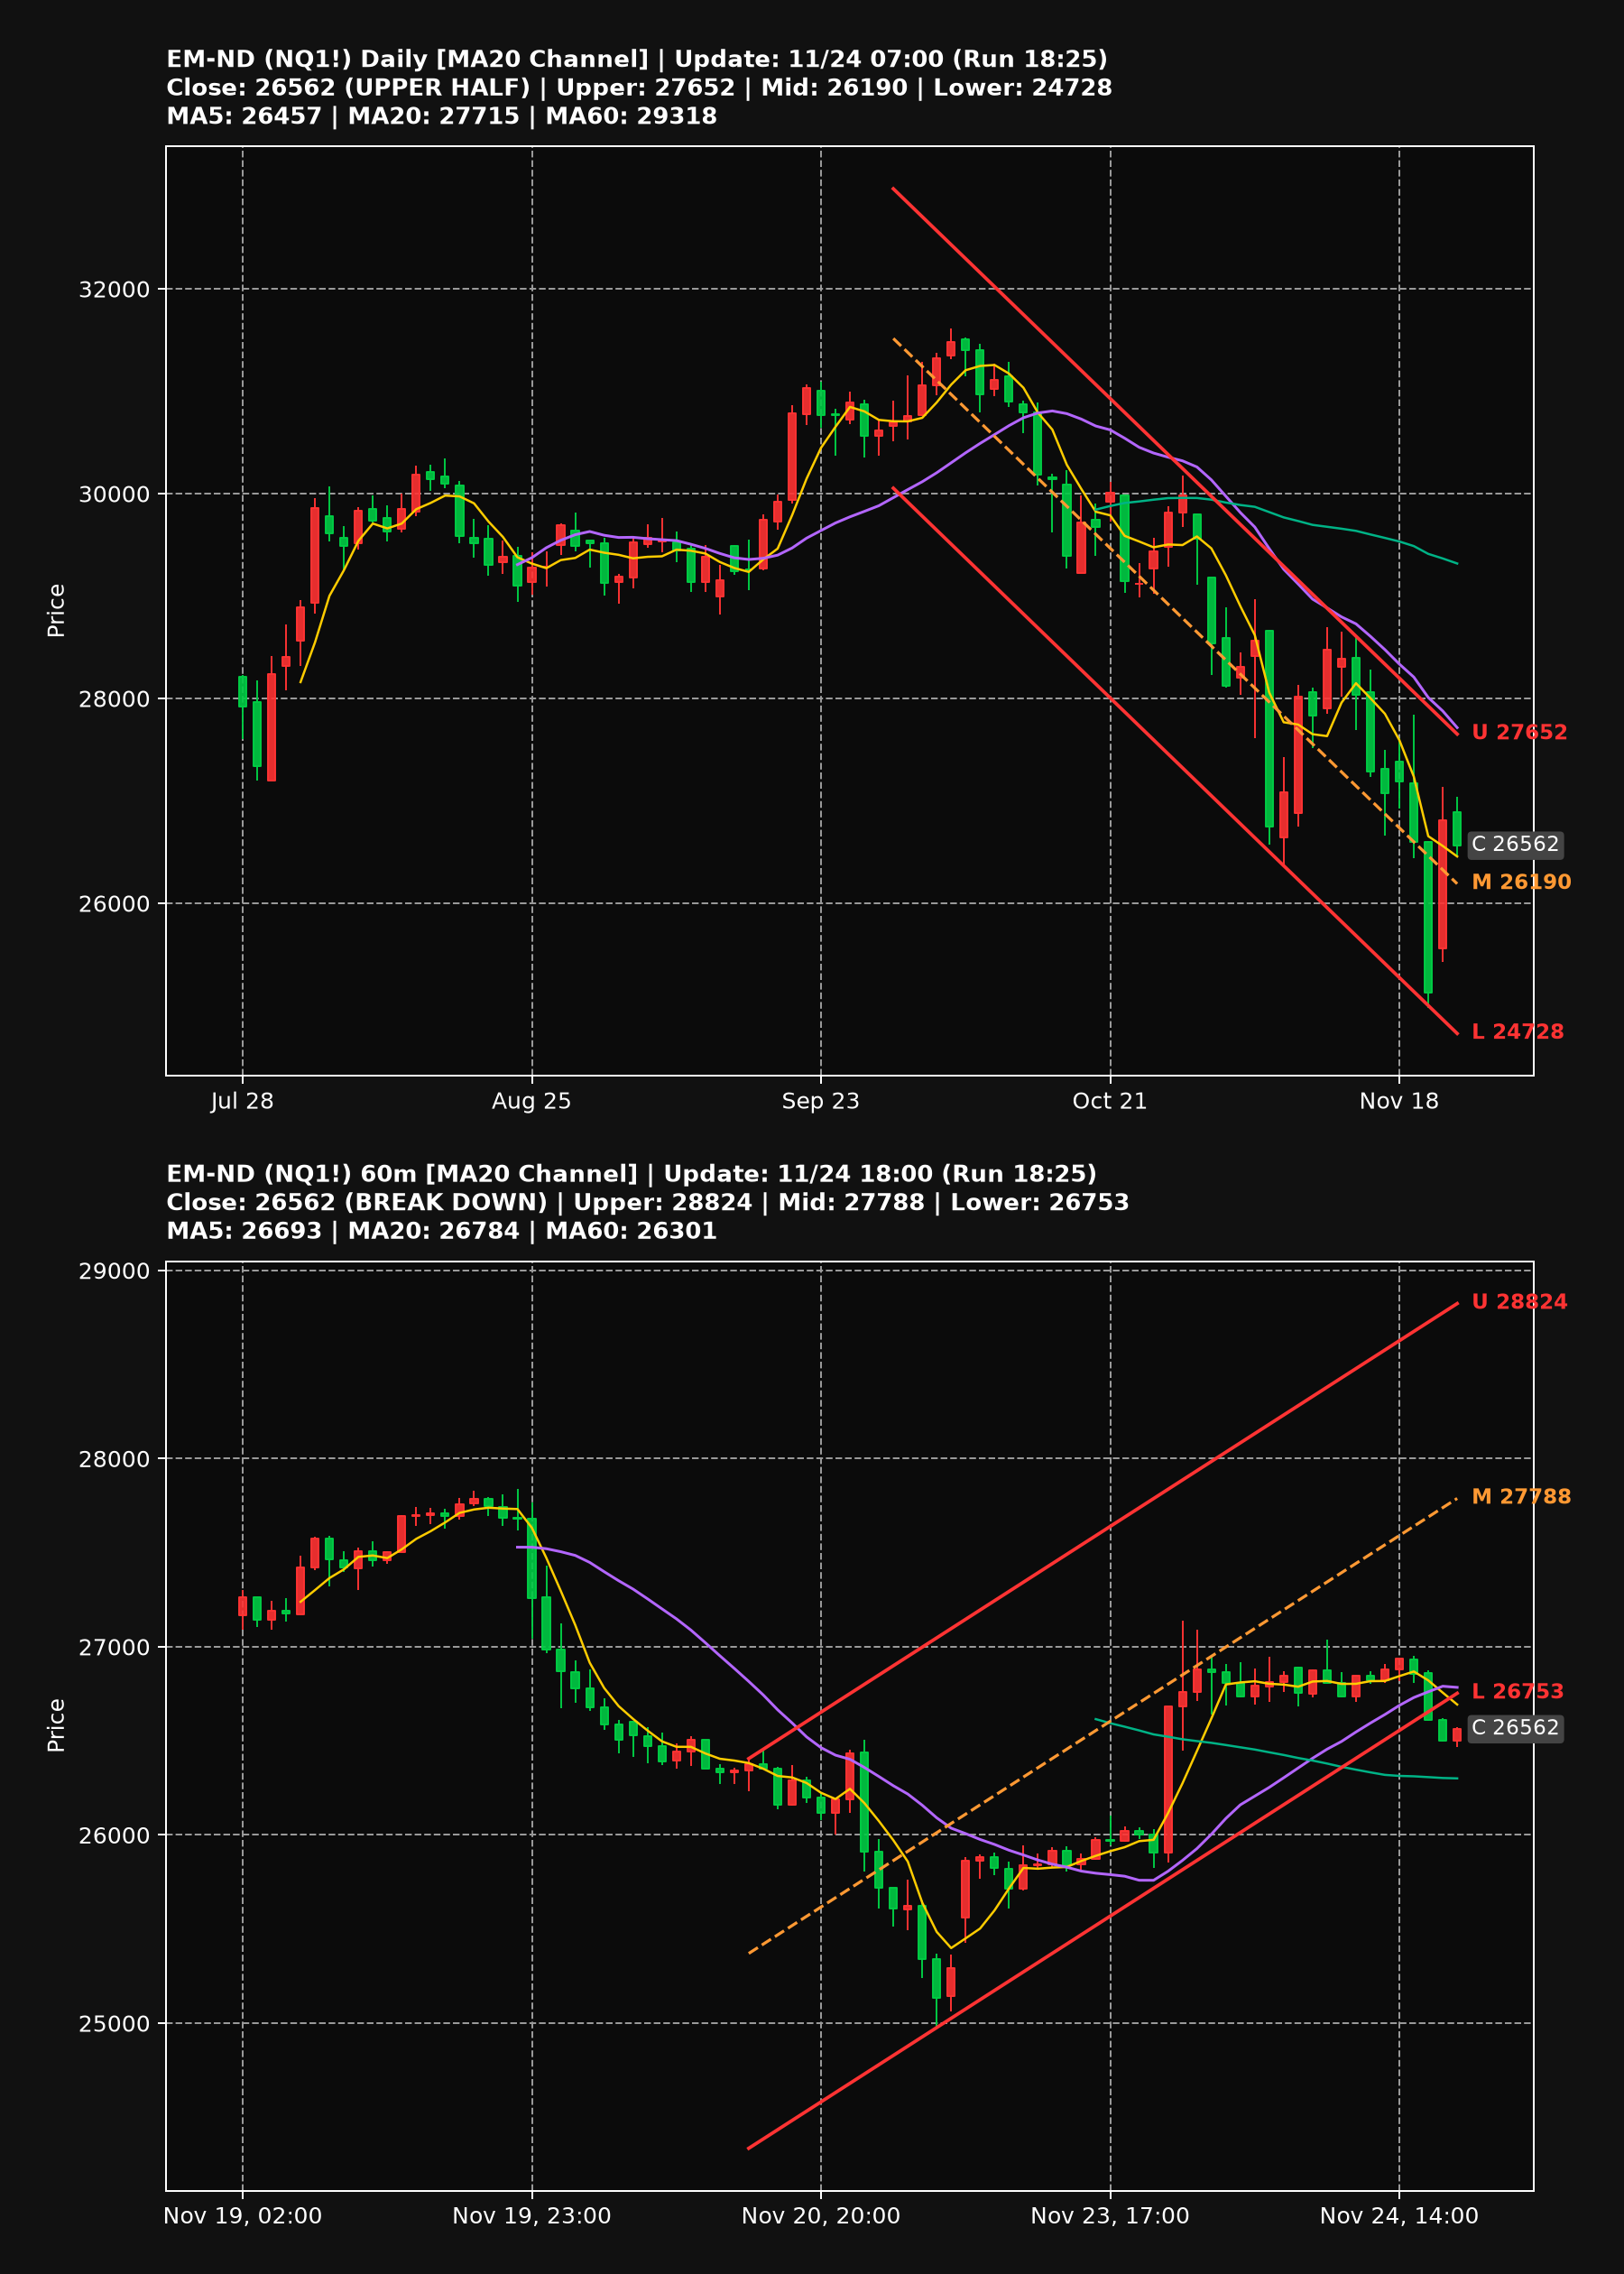 EM-ND (NQ1!) Daily [MA20 Channel] | Update: 11/24 07:00 (Run 18:25)
Close: 26562 (UPPER HALF) | Upper: 27652 | Mid: 26190 | Lower: 24728
MA5: 26457 | MA20: 27715 | MA60: 29318
32000
30000
28000
26000
Price
U 27652
C 26562
M 26190
L 24728
Jul 28
Aug 25
Sep 23
Oct 21
Nov 18
EM-ND (NQ1!) 60m [MA20 Channel] | Update: 11/24 18:00 (Run 18:25)
Close: 26562 (BREAK DOWN) | Upper: 28824 | Mid: 27788 | Lower: 26753
MA5: 26693 | MA20: 26784 | MA60: 26301
29000
28000
27000
26000
25000
Price
U 28824
M 27788
L 26753
C 26562
Nov 19, 02:00
Nov 19, 23:00
Nov 20, 20:00
Nov 23, 17:00
Nov 24, 14:00